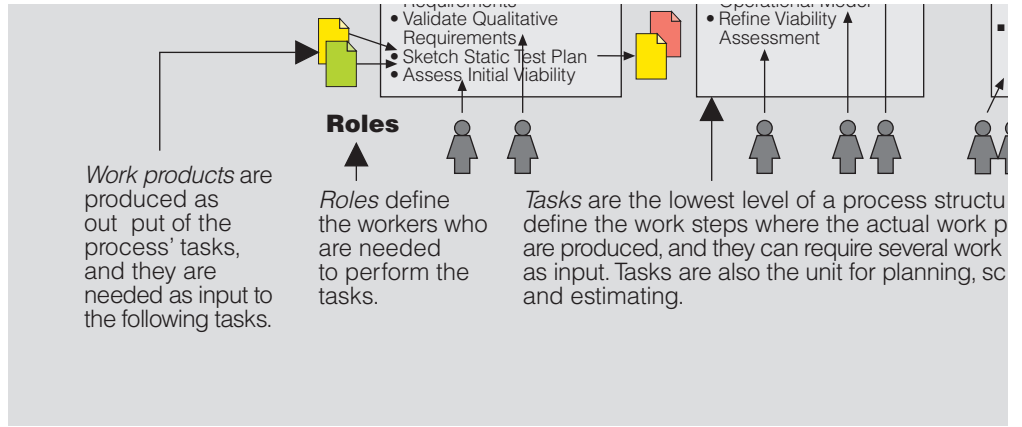 Requirements
• Validate Qualitative
Requirements
• Sketch Static Test Plan
• Assess Initial Viability
Operational Model
• Refine Viability
Assessment
Roles
Work products are
produced as
out put of the
process’ tasks,
and they are
needed as input to
the following tasks.
Roles define
the workers who
are needed
to perform the
tasks.
Tasks are the lowest level of a process structu
define the work steps where the actual work p
are produced, and they can require several work
as input. Tasks are also the unit for planning, sc
and estimating.